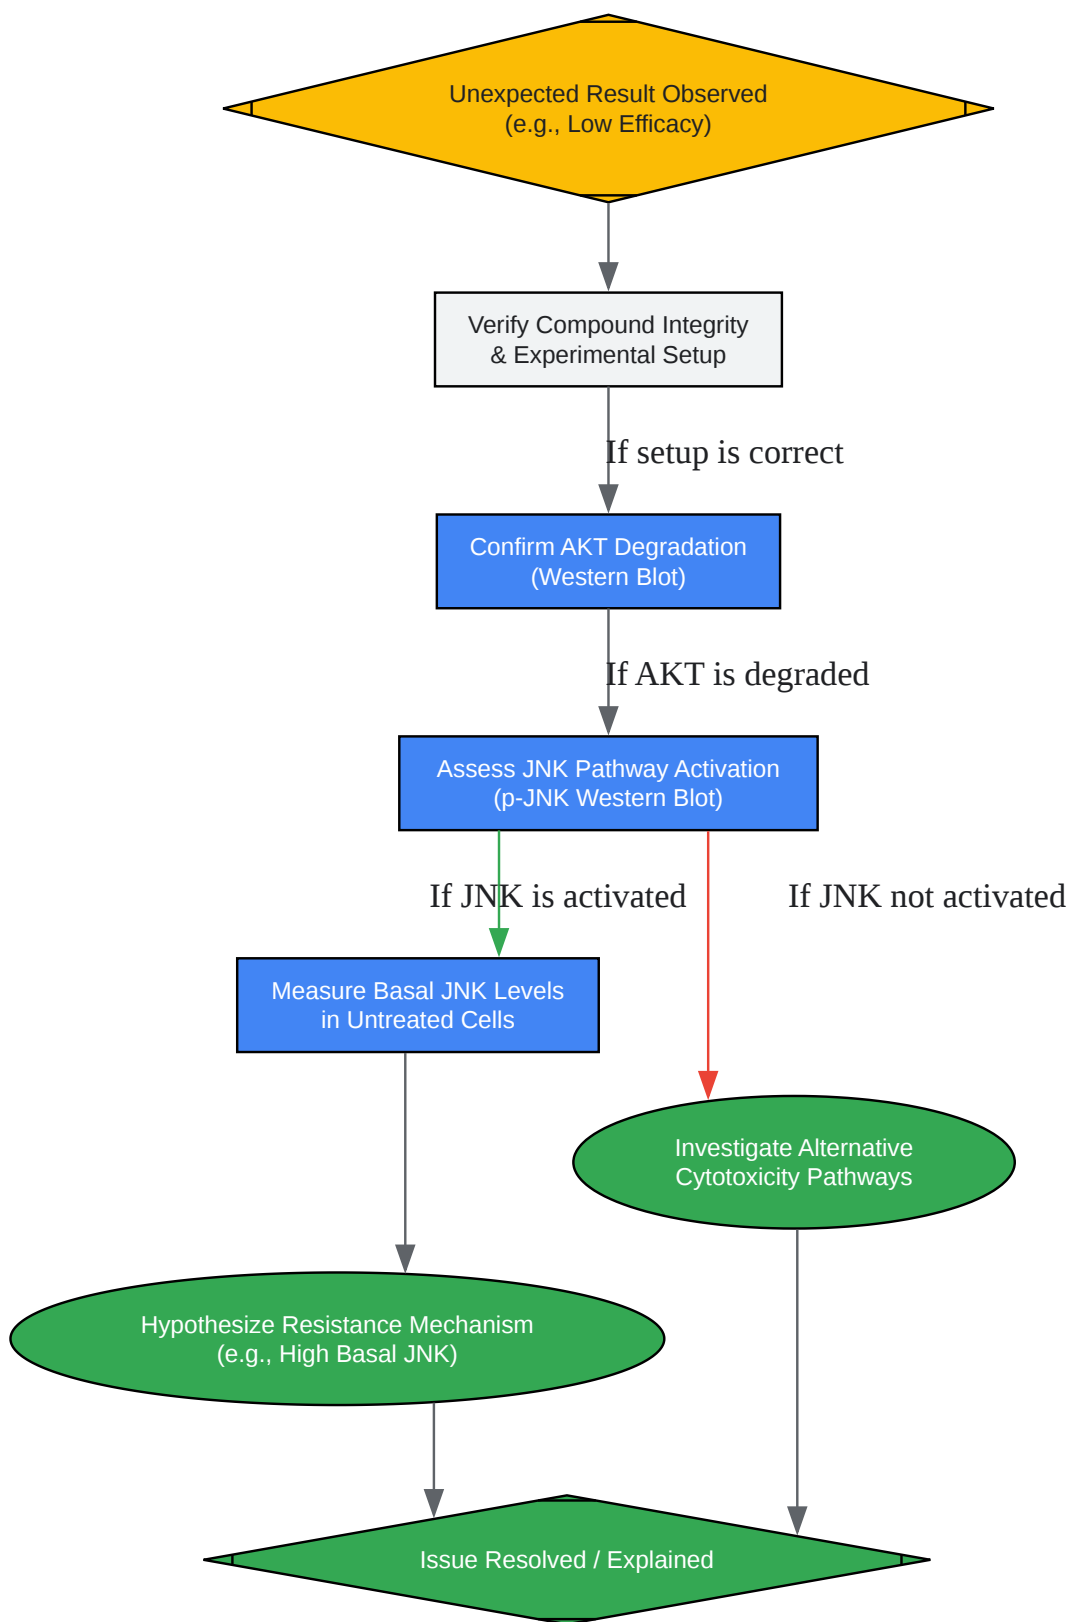 Unexpected Result Observed
(e.g., Low Efficacy)
Verify Compound Integrity
& Experimental Setup
If setup is correct
Confirm AKT Degradation
(Western Blot)
If AKT is degraded
Assess JNK Pathway Activation
(p-JNK Western Blot)
If JNK is activated
If JNK not activated
Measure Basal JNK Levels
in Untreated Cells
Investigate Alternative
Cytotoxicity Pathways
Hypothesize Resistance Mechanism
(e.g., High Basal JNK)
Issue Resolved / Explained